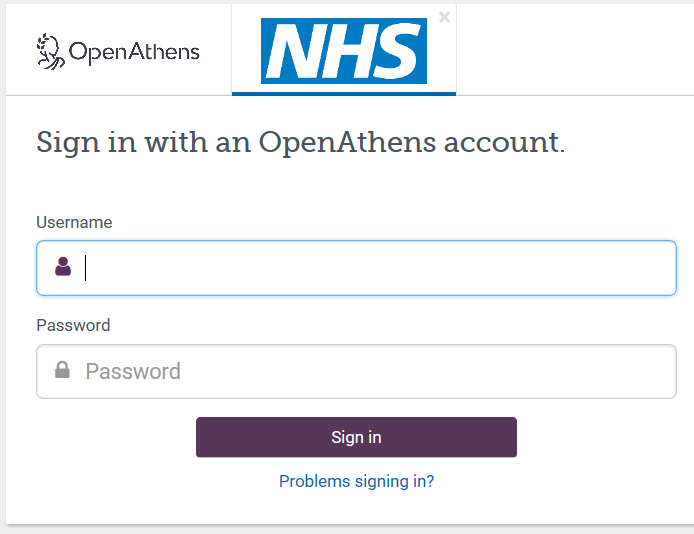 OpenAthens
NHS
Sign in with an OpenAthens account.
Username
Password
Password
Sign in
Problems signing in?